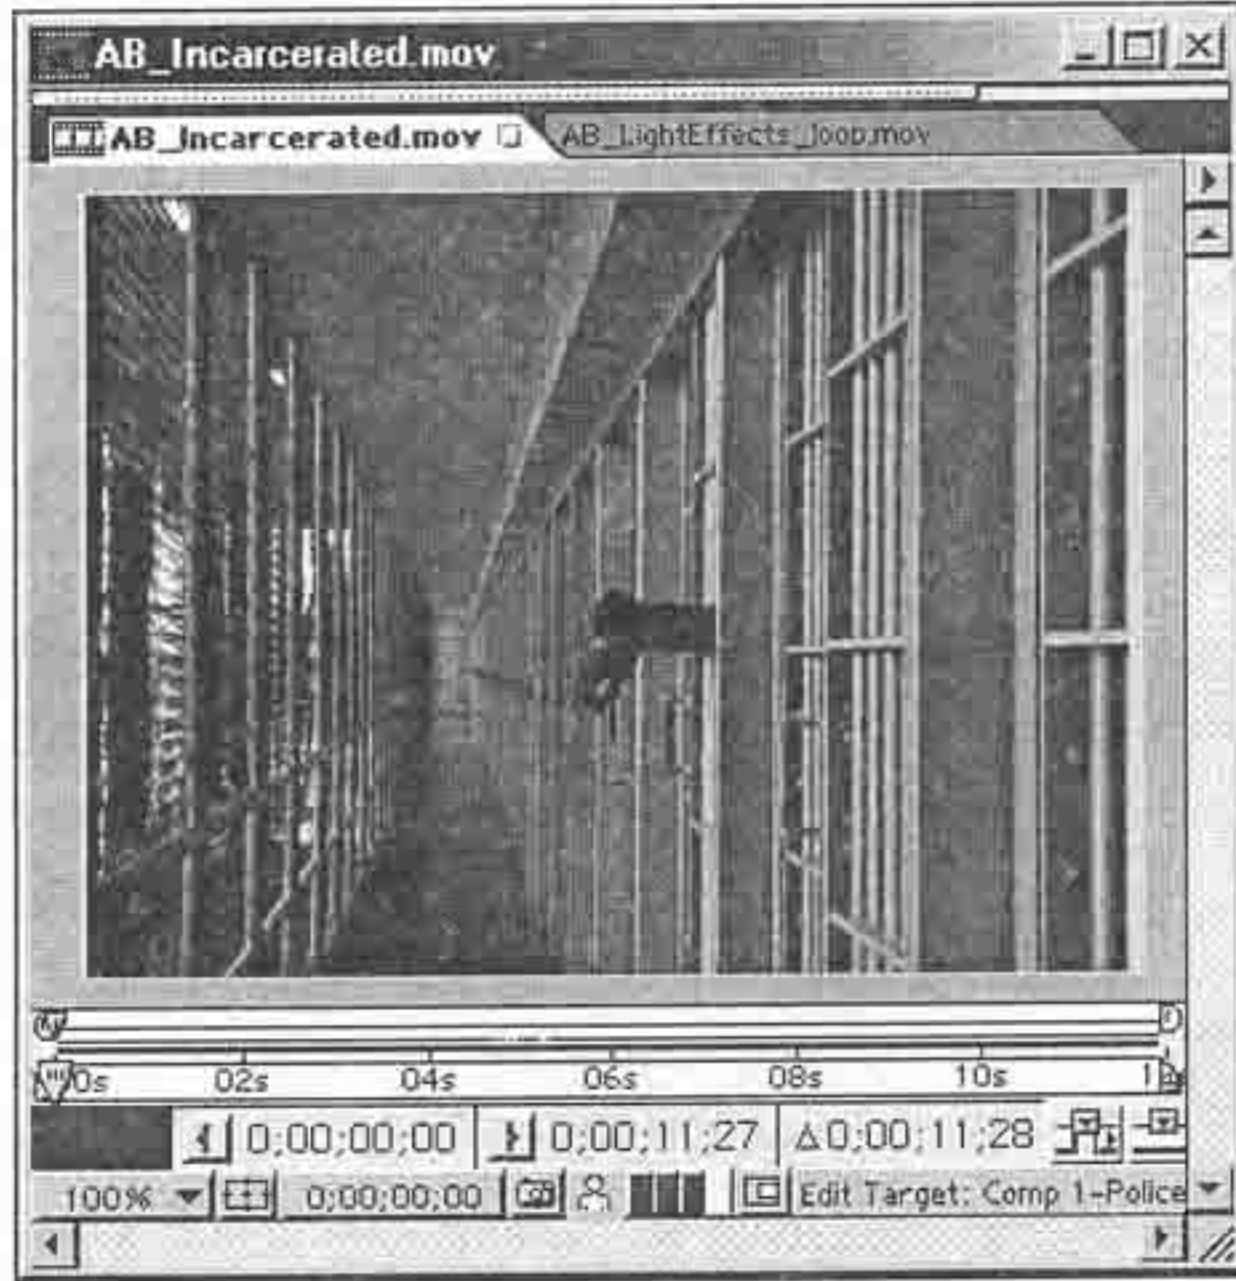 AB_Incarcerated.mov
AB_Incarcerated.mov AB_LightEffects_loop.mov
02s 04s 06s 08s 10s
0;00;00;00 0;00;11;27 Δ0;00;11;28
100% 0;00;00;00 Edit Target: Comp 1-Police